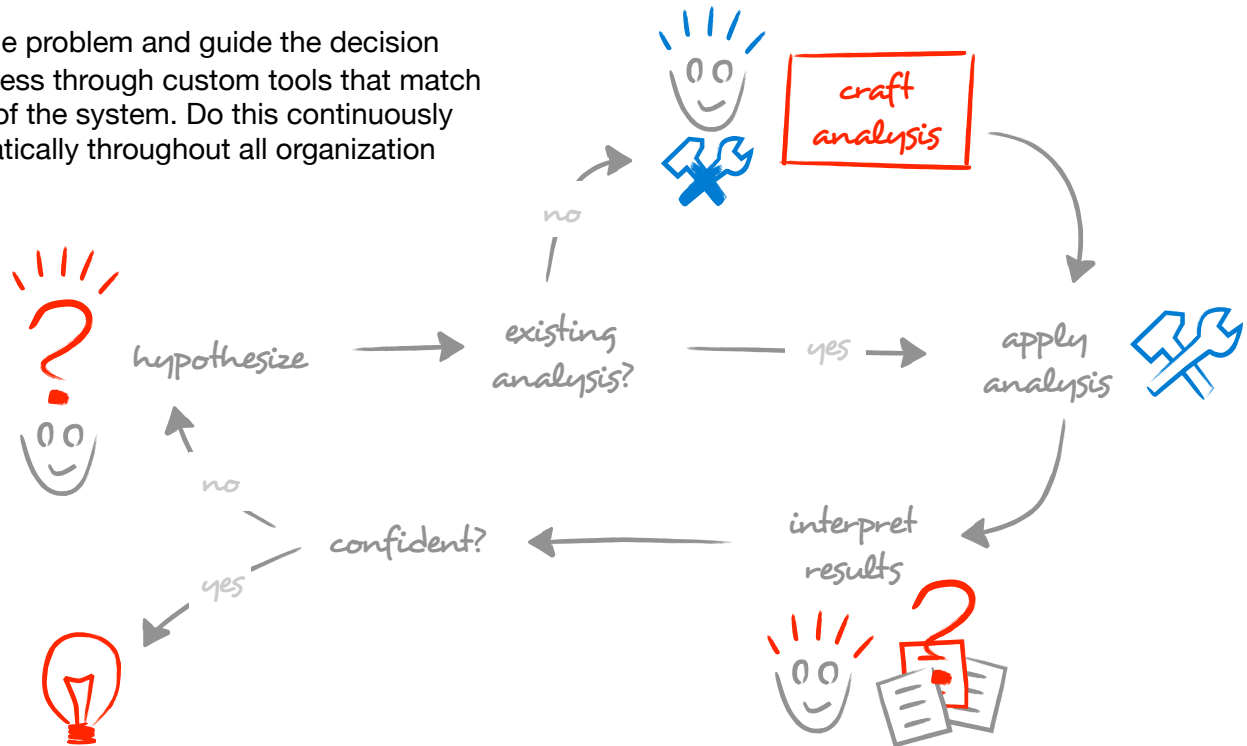 e problem and guide the decision
ess through custom tools that match
of the system. Do this continuously
atically throughout all organization
craft
analysis
no
hypothesize
existing
analysis?
yes
apply
analysis
no
confident?
interpret
results
yes